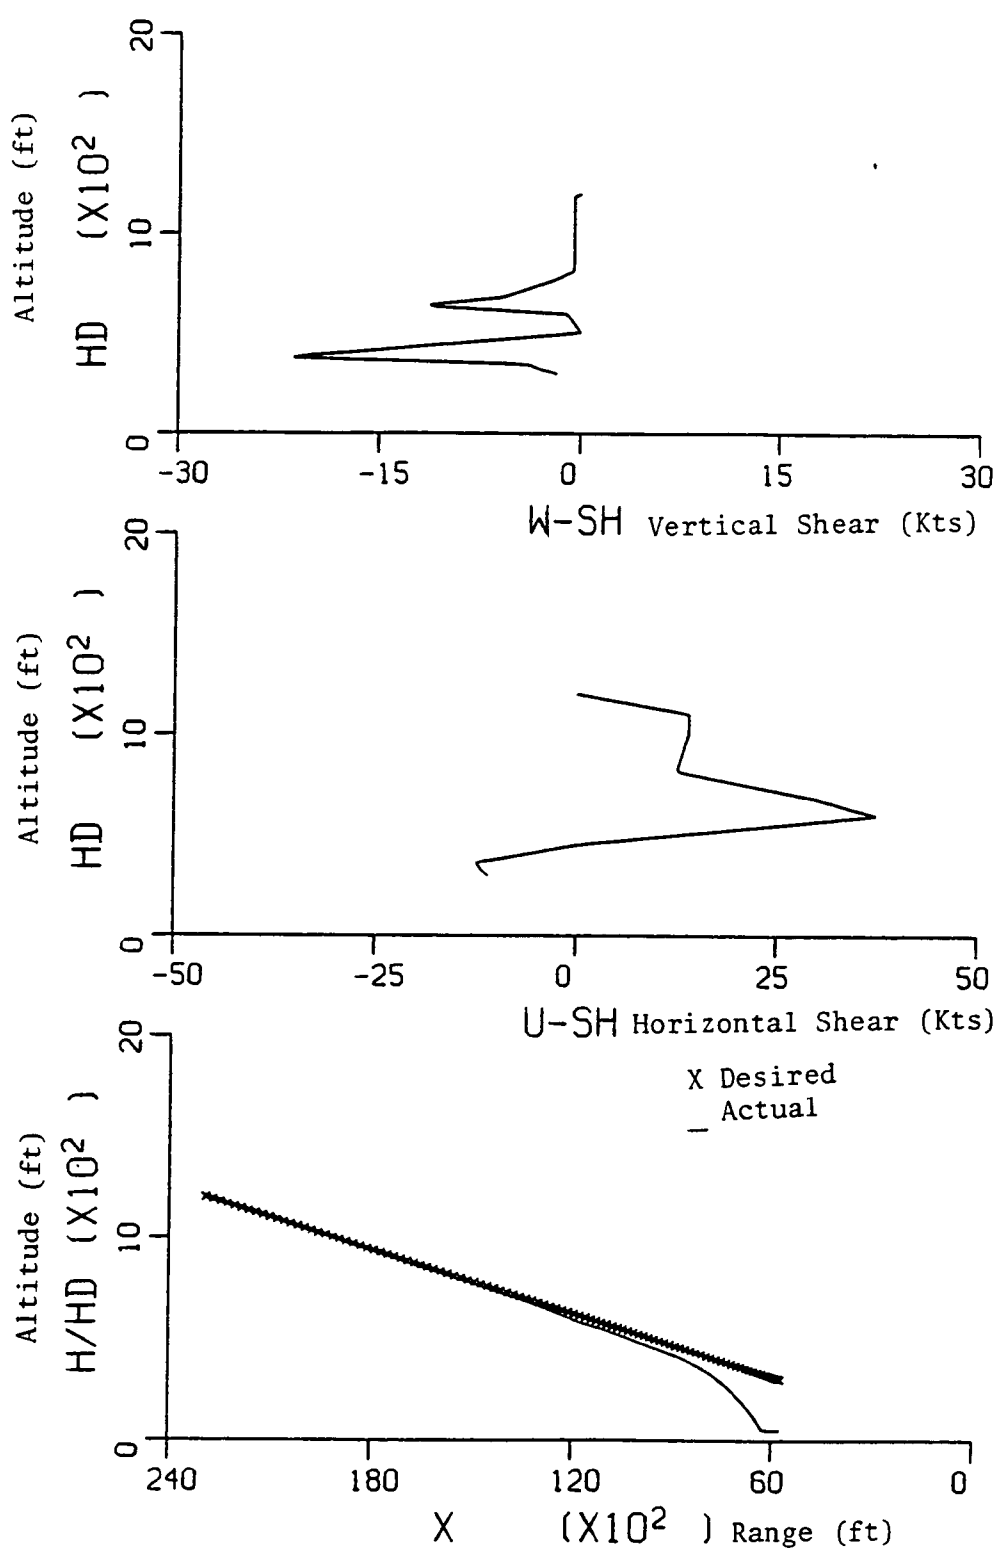 Altitude (ft)
HD (X10²)
20
10
0
-30 -15 0 15 30
W-SH Vertical Shear (Kts)
Altitude (ft)
HD (X10²)
20
10
0
-50 -25 0 25 50
U-SH Horizontal Shear (Kts)
X Desired
_ Actual
Altitude (ft)
H/HD (X10²)
20
10
0
240 180 120 60 0
X (X10²) Range (ft)